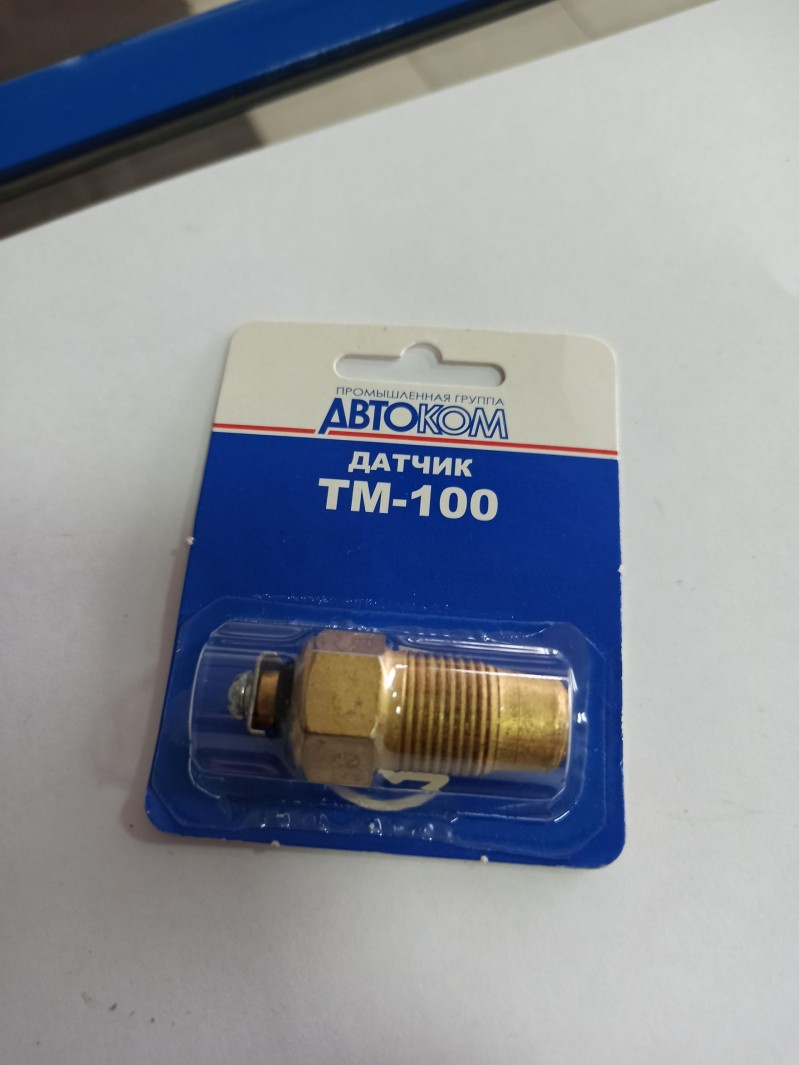 ПРОМЫШЛЕННАЯ ГРУППА
АВТОКОМ
ДАТЧИК
ТМ-100